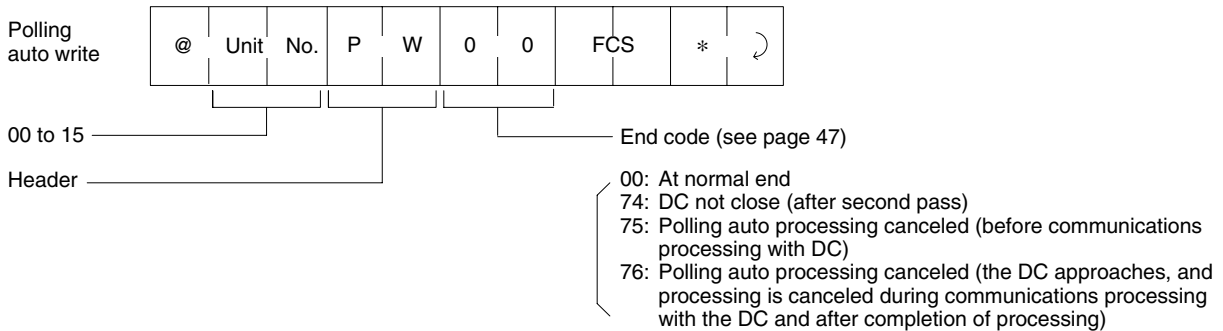 Polling
auto write
@ Unit No. P W 0 0 FCS *
00 to 15
End code (see page 47)
Header
00: At normal end
74: DC not close (after second pass)
75: Polling auto processing canceled (before communications
processing with DC)
76: Polling auto processing canceled (the DC approaches, and
processing is canceled during communications processing
with the DC and after completion of processing)